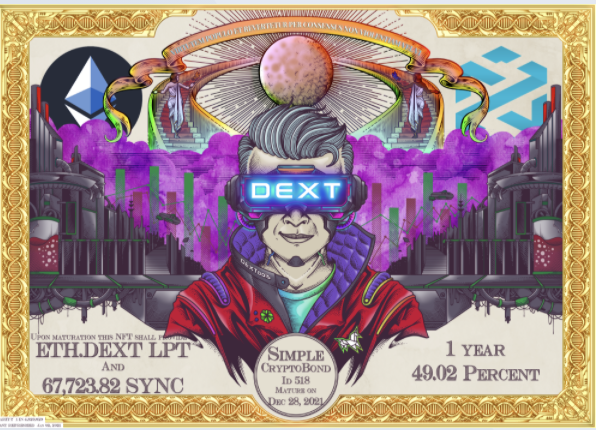 DEXT
UPON MATURATION THIS NFT SHALL PROVIDE
ETH.DEXT LPT
AND
67,723.82 SYNC
SIMPLE
CRYPTOBOND
ID 518
MATURE ON
DEC 28, 2021
1 YEAR
49.02 PERCENT